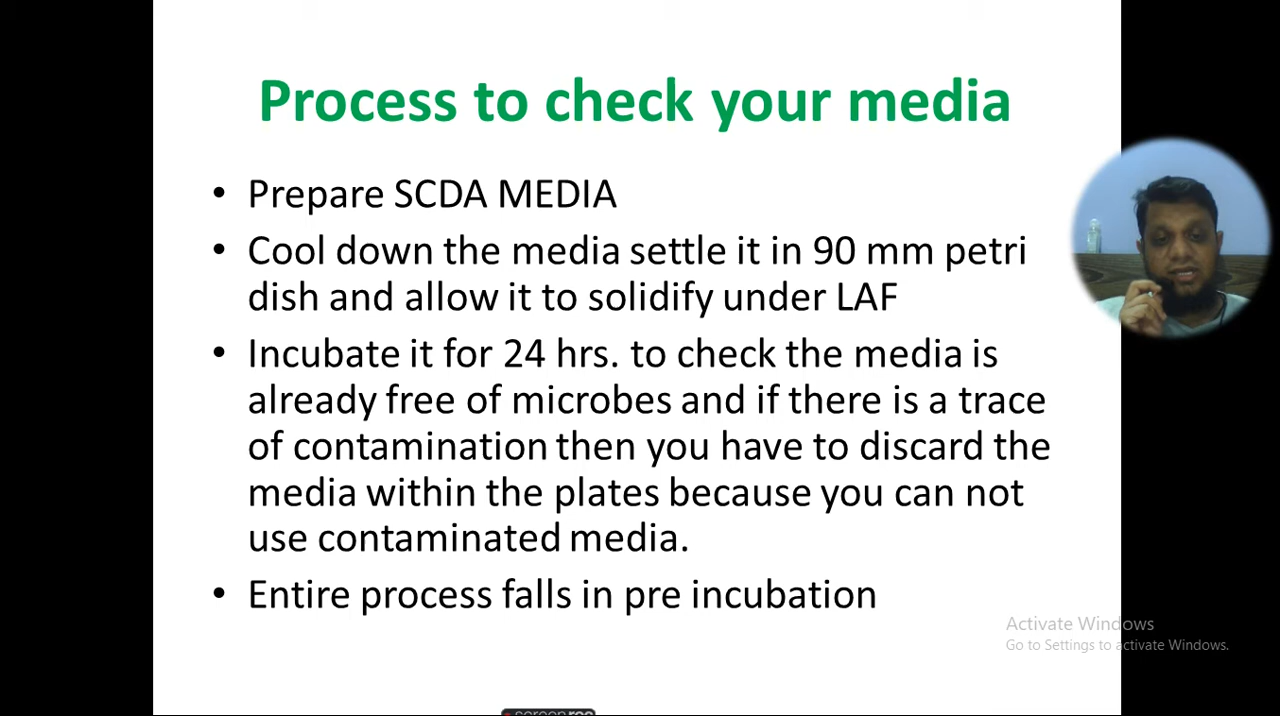 Process to check your media
• Prepare SCDA MEDIA
• Cool down the media settle it in 90 mm petri
dish and allow it to solidify under LAF
• Incubate it for 24 hrs. to check the media is
already free of microbes and if there is a trace
of contamination then you have to discard the
media within the plates because you can not
use contaminated media.
• Entire process falls in pre incubation
Activate Windows
Go to Settings to activate Windows.